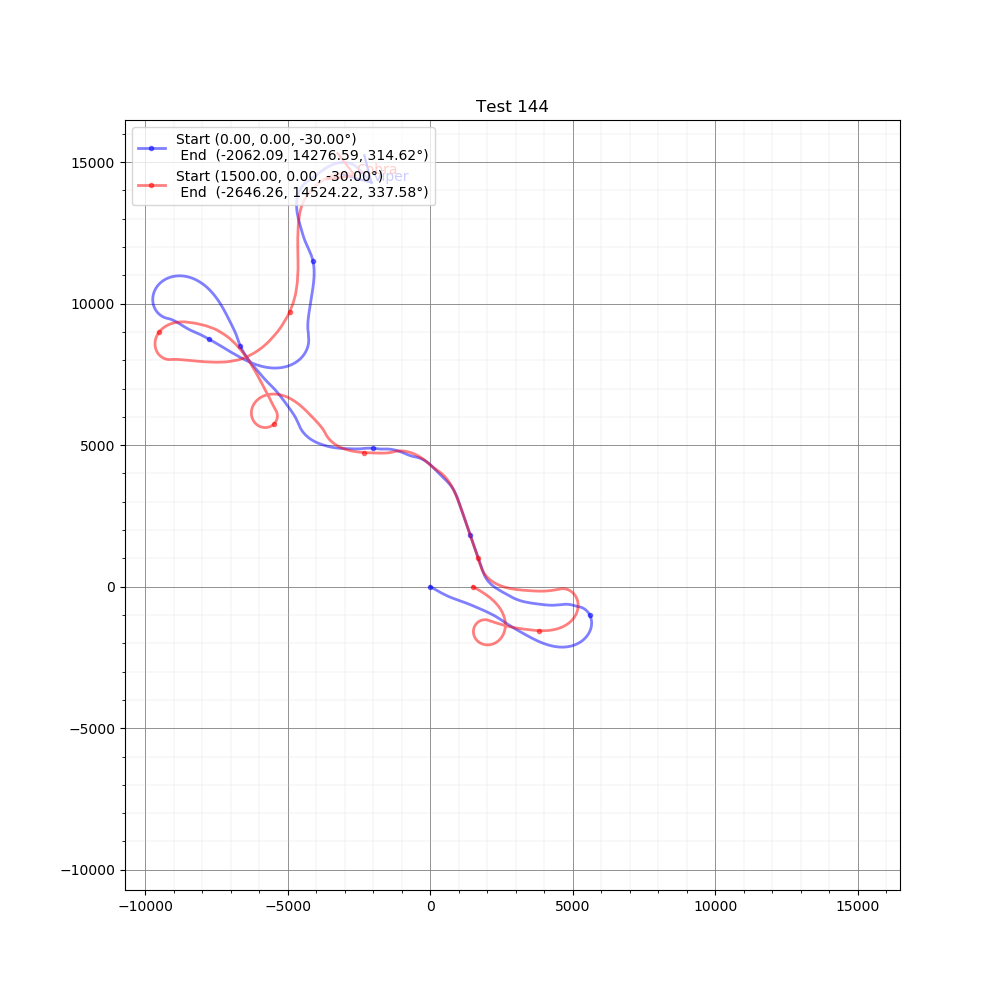 Test 144
Start (0.00, 0.00, -30.00°)
End (-2062.09, 14276.59, 314.62°)
Start (1500.00, 0.00, -30.00°)
End (-2646.26, 14524.22, 337.58°)
15000
10000
5000
0
−5000
−10000
−10000 −5000 0 5000 10000 15000